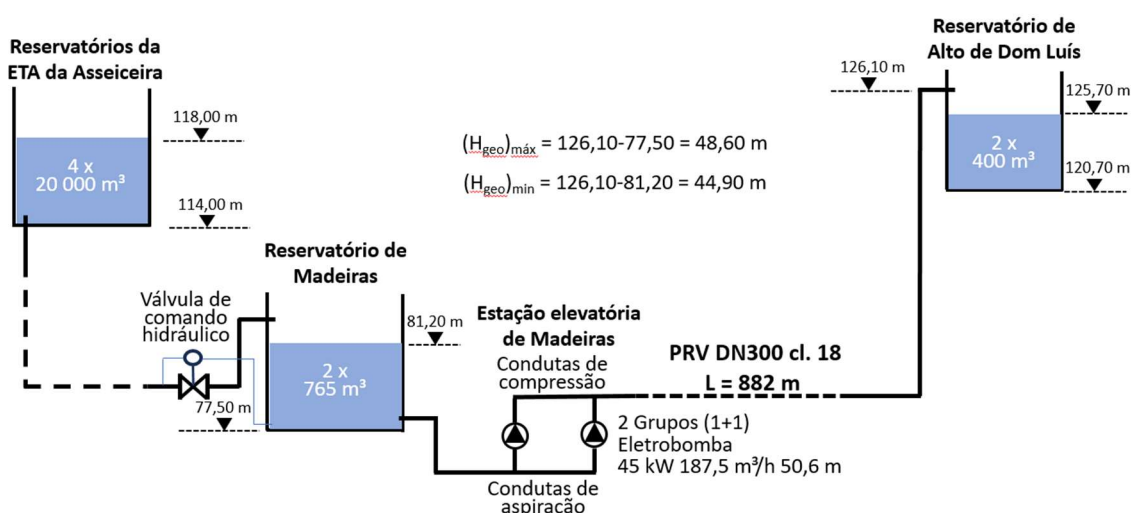 Reservatórios da
ETA da Asseiceira
118,00 m
4 x
20 000 m³
114,00 m
Válvula de
comando
hidráulico
77,50 m
Reservatório de
Madeiras
81,20 m
2 x
765 m³
(Hgeo)máx = 126,10-77,50 = 48,60 m
(Hgeo)min = 126,10-81,20 = 44,90 m
Estação elevatória
de Madeiras
Condutas de
compressão
2 Grupos (1+1)
Eletrobomba
45 kW 187,5 m³/h 50,6 m
Condutas de
aspiração
PRV DN300 cl. 18
L = 882 m
Reservatório de
Alto de Dom Luís
126,10 m
125,70 m
2 x
400 m³
120,70 m